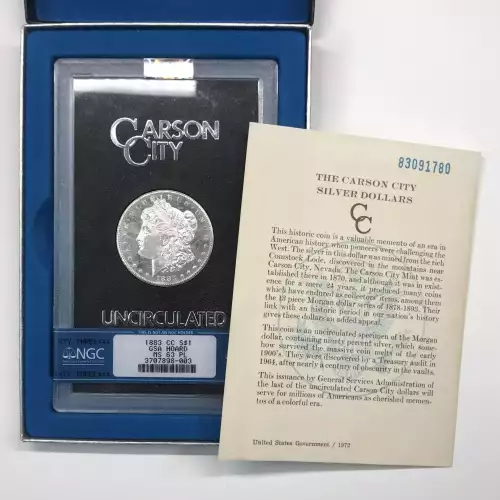 CARSON
CITY
UNCIRCULATED
THIS IS NOT AN NGC HOLDER
NGC
1883 CC S$1
GSA HOARD
MS 63 PL
3707898-003
83091780
THE CARSON CITY
SILVER DOLLARS
CC
This historic coin is a valuable memento of an era in
American history when pioneers were challenging the
West. The silver in this dollar was mined from the rich
Comstock Lode, discovered in the mountains near
Carson City, Nevada. The Carson City Mint was es-
tablished there in 1870, and although it was in exist-
ence for a mere 24 years, it produced many coins
which have endured as collectors' items, among them
the 13 piece Morgan dollar series of 1878-1893. Their
link with an historic period in our nation's history
gives these dollars an added appeal.
This coin is an uncirculated specimen of the Morgan
dollar, containing ninety percent silver, which some-
how survived the massive coin melts of the early
1900's. They were discovered by a Treasury audit in
1964, after nearly a century of obscurity in the vaults.
This issuance by General Services Administration of
the last of the uncirculated Carson City dollars will
serve for millions of Americans as cherished memen-
tos of a colorful era.
United States Government / 1972